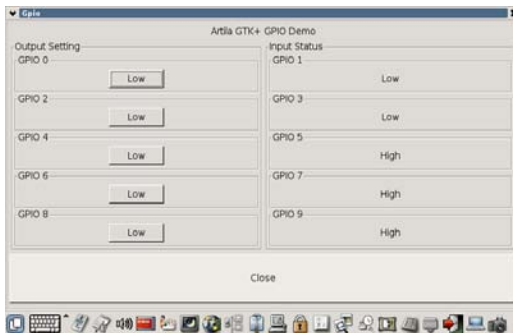 Gpio
Artila GTK+ GPIO Demo
Output Setting
GPIO 0
Low
GPIO 2
Low
GPIO 4
Low
GPIO 6
Low
GPIO 8
Low
Input Status
GPIO 1
Low
GPIO 3
Low
GPIO 5
High
GPIO 7
High
GPIO 9
High
Close